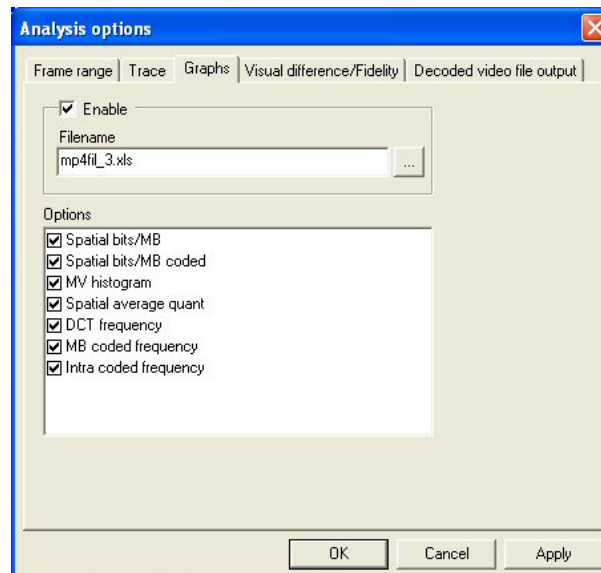 Analysis options
Frame range Trace Graphs Visual difference/Fidelity Decoded video file output
Enable
Filename
mp4fil_3.xls
...
Options
Spatial bits/MB
Spatial bits/MB coded
MV histogram
Spatial average quant
DCT frequency
MB coded frequency
Intra coded frequency
OK Cancel Apply